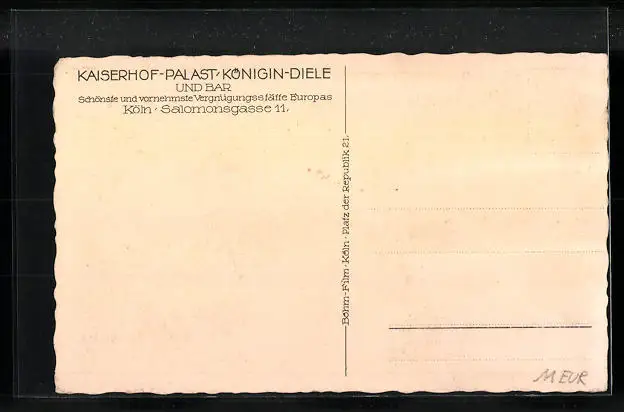 KAISERHOF-PALAST, KÖNIGIN-DIELE
UND BAR
Schönste und vornehmste Vergnügungsstätte Europas
Köln · Salomonsgasse 11.
Böhm-Film · Köln · Platz der Republik 21.
11 EUR